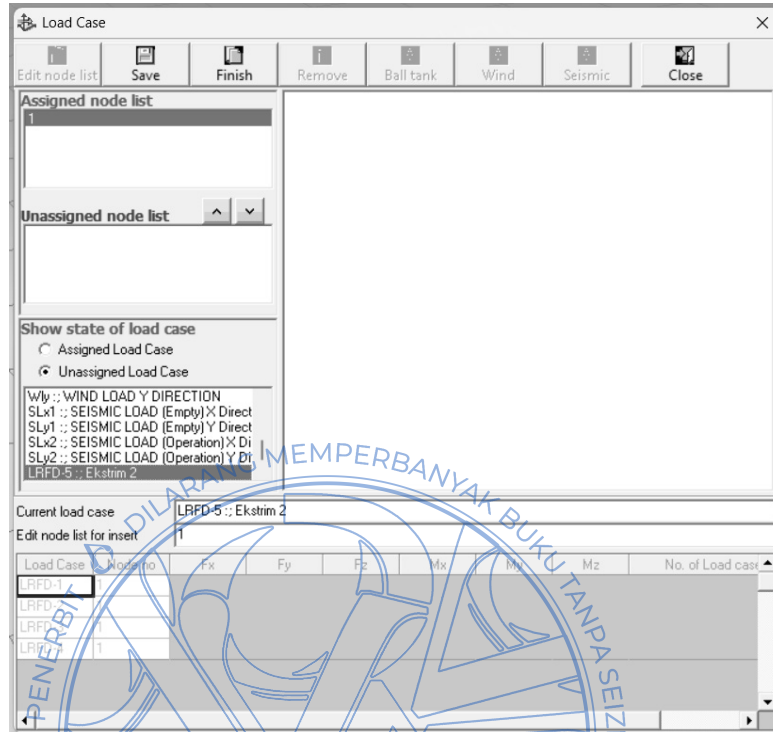 Load Case
Edit node list Save Finish Remove Ball tank Wind Seismic Close
Assigned node list
1
Unassigned node list
Show state of load case
Assigned Load Case
Unassigned Load Case
Wly :; WIND LOAD Y DIRECTION
SLx1 :; SEISMIC LOAD (Empty) X Direct
SLy1 :; SEISMIC LOAD (Empty) Y Direct
SLx2 :; SEISMIC LOAD (Operation) X Di
SLy2 :; SEISMIC LOAD (Operation) Y Di
LRFD-5 :; Ekstrim 2
Current load case LRFD-5 :; Ekstrim 2
Edit node list for insert 1
Load Case Node no Fx Fy Fz Mx My Mz No. of Load case
LRFD-1 1
LRFD- 1
LRFD- 1
LRFD- 1
PENERBIT DILARANG MEMPERBANYAK BUKU TANPA SEIZ